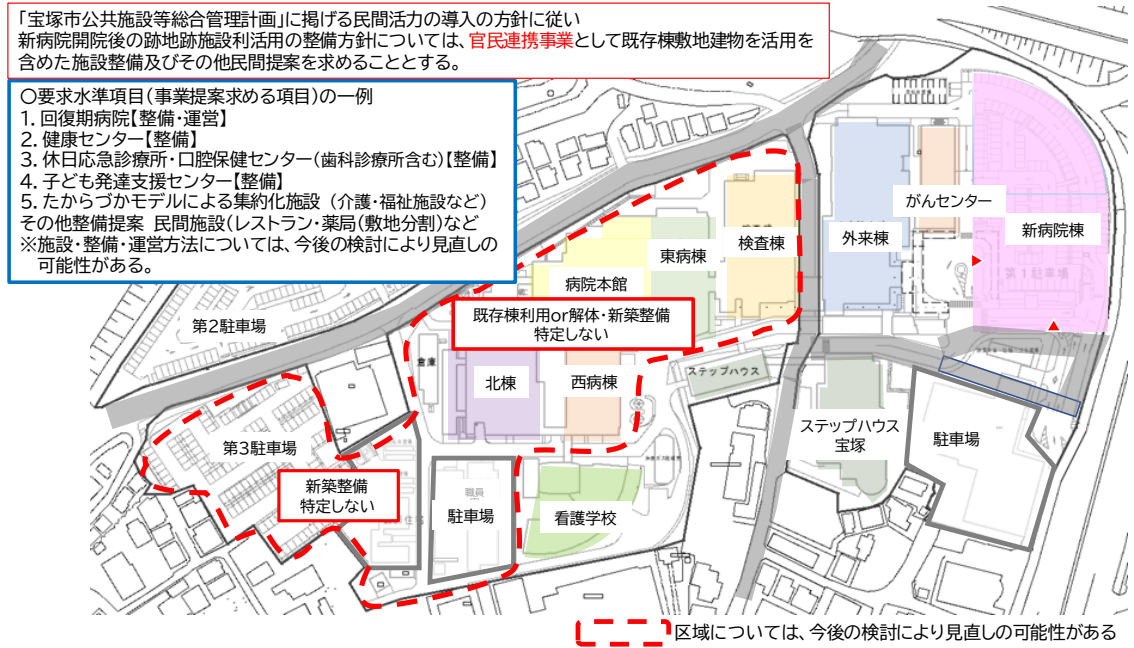 「宝塚市公共施設等総合管理計画」に掲げる民間活力の導入の方針に従い
新病院開院後の跡地跡施設利活用の整備方針については、官民連携事業として既存棟敷地建物を活用を
含めた施設整備及びその他民間提案を求めることとする。
〇要求水準項目(事業提案求める項目)の一例
1. 回復期病院【整備・運営】
2. 健康センター【整備】
3. 休日応急診療所・口腔保健センター(歯科診療所含む)【整備】
4. 子ども発達支援センター【整備】
5. たからづかモデルによる集約化施設 (介護・福祉施設など)
その他整備提案 民間施設(レストラン・薬局(敷地分割)など
※施設・整備・運営方法については、今後の検討により見直しの
可能性がある。
がんセンター
外来棟
新病院棟
検査棟
東病棟
第1駐車場
病院本館
既存棟利用or解体・新築整備
特定しない
第2駐車場
倉庫
北棟
西病棟
ステップハウス
ステップハウス
宝塚
駐車場
第3駐車場
新築整備
特定しない
職員
駐車場
看護学校
区域については、今後の検討により見直しの可能性がある